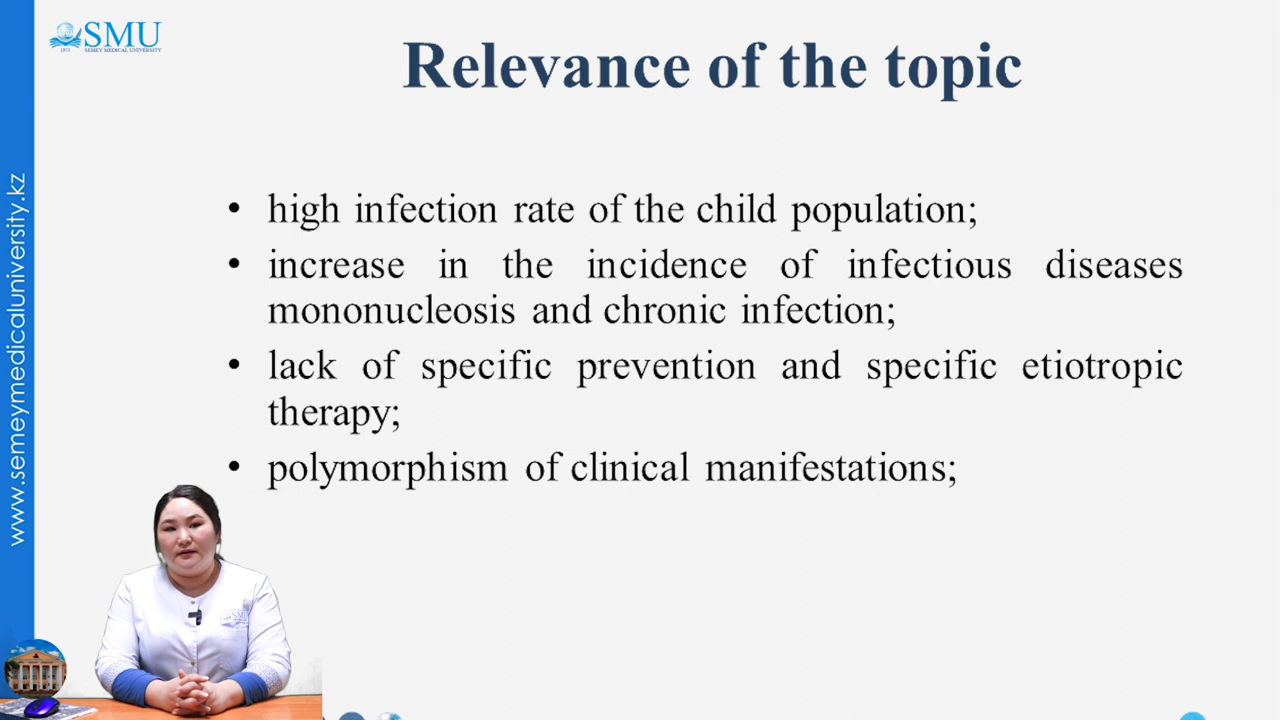 SMU
1953
SEMEY MEDICAL UNIVERSITY
Relevance of the topic
• high infection rate of the child population;
• increase in the incidence of infectious diseases
mononucleosis and chronic infection;
• lack of specific prevention and specific etiotropic
therapy;
• polymorphism of clinical manifestations;
www.semeymedicaluniversity.kz
SMU